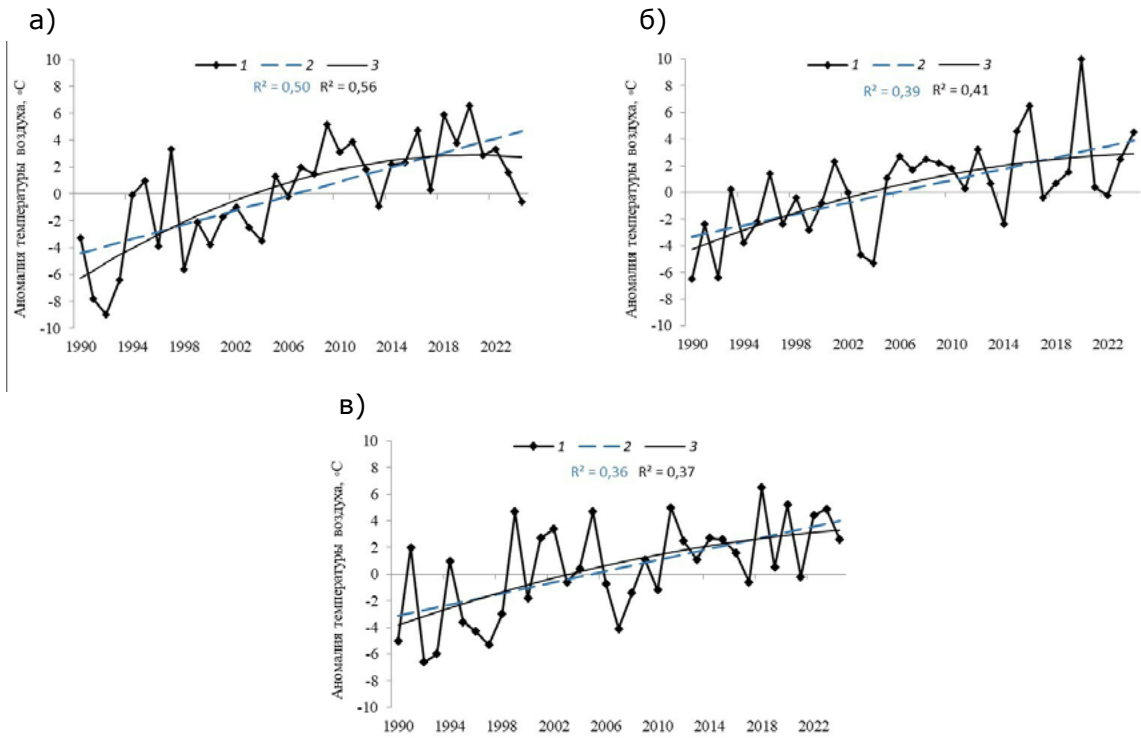 а)
Аномалия температуры воздуха, °С
1 2 3
R² = 0,50 R² = 0,56
10
8
6
4
2
0
-2
-4
-6
-8
-10
1990 1994 1998 2002 2006 2010 2014 2018 2022
б)
Аномалия температуры воздуха, °С
1 2 3
R² = 0,39 R² = 0,41
10
8
6
4
2
0
-2
-4
-6
-8
-10
1990 1994 1998 2002 2006 2010 2014 2018 2022
в)
Аномалия температуры воздуха, °С
1 2 3
R² = 0,36 R² = 0,37
10
8
6
4
2
0
-2
-4
-6
-8
-10
1990 1994 1998 2002 2006 2010 2014 2018 2022